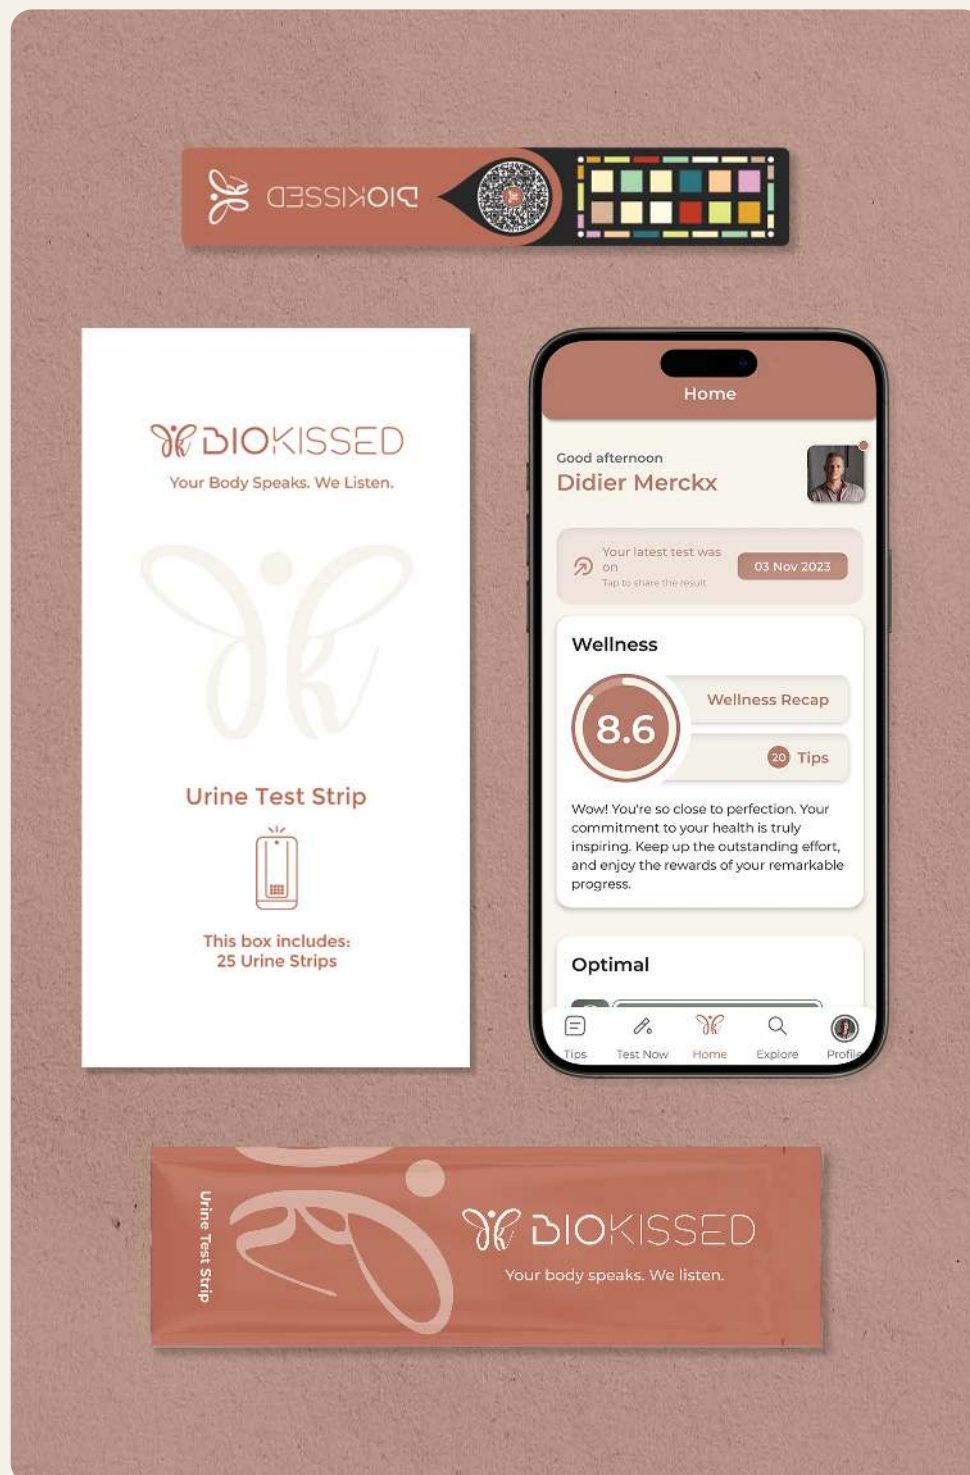 BIOKISSED
BIOKISSED
Your Body Speaks. We Listen.
Urine Test Strip
This box includes:
25 Urine Strips
Home
Good afternoon
Didier Merckx
Your latest test was
on
Tap to share the result
03 Nov 2023
Wellness
8.6
Wellness Recap
20 Tips
Wow! You're so close to perfection. Your
commitment to your health is truly
inspiring. Keep up the outstanding effort,
and enjoy the rewards of your remarkable
progress.
Optimal
Tips
Test Now
Home
Explore
Profile
Urine Test Strip
BIOKISSED
Your body speaks. We listen.